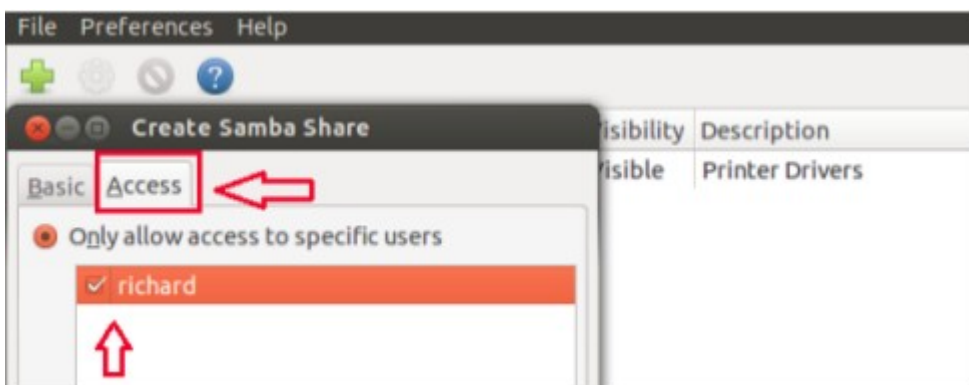 File Preferences Help
?
Create Samba Share
isibility Description
Basic Access
isible Printer Drivers
Only allow access to specific users
richard